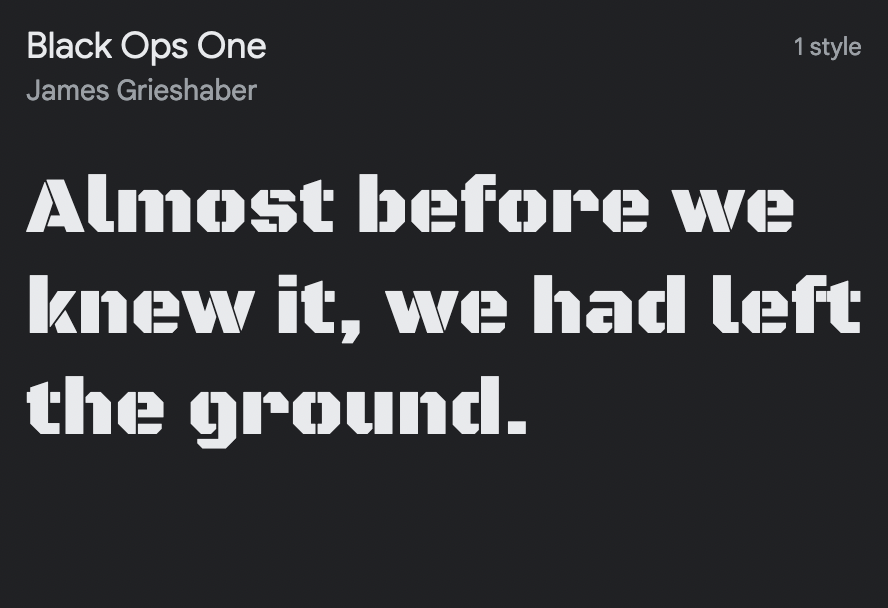 Black Ops One
1 style
James Grieshaber
Almost before we
knew it, we had left
the ground.